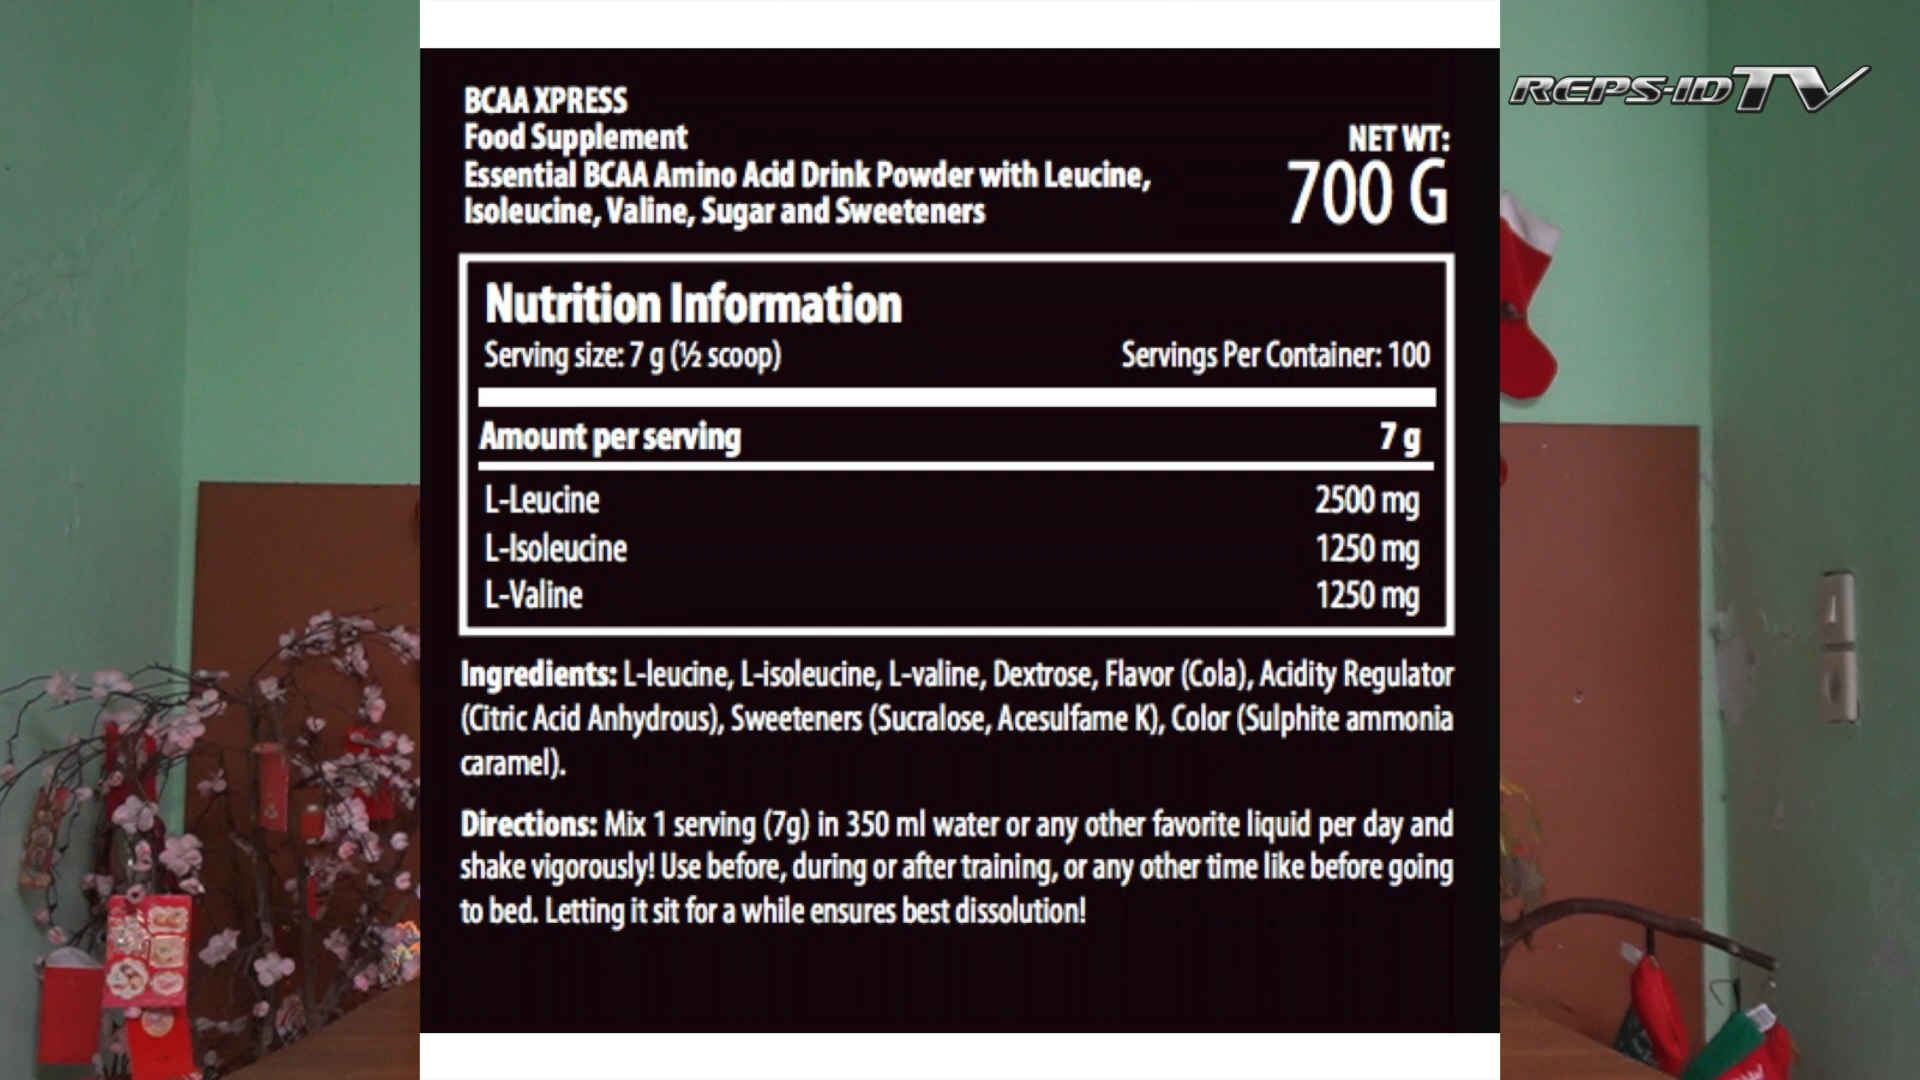 REPS-ID TV
BCAA XPRESS
Food Supplement
Essential BCAA Amino Acid Drink Powder with Leucine,
Isoleucine, Valine, Sugar and Sweeteners
NET WT:
700 G
Nutrition Information
Serving size: 7 g (½ scoop) Servings Per Container: 100
Amount per serving 7 g
L-Leucine 2500 mg
L-Isoleucine 1250 mg
L-Valine 1250 mg
Ingredients: L-leucine, L-isoleucine, L-valine, Dextrose, Flavor (Cola), Acidity Regulator
(Citric Acid Anhydrous), Sweeteners (Sucralose, Acesulfame K), Color (Sulphite ammonia
caramel).
Directions: Mix 1 serving (7g) in 350 ml water or any other favorite liquid per day and
shake vigorously! Use before, during or after training, or any other time like before going
to bed. Letting it sit for a while ensures best dissolution!